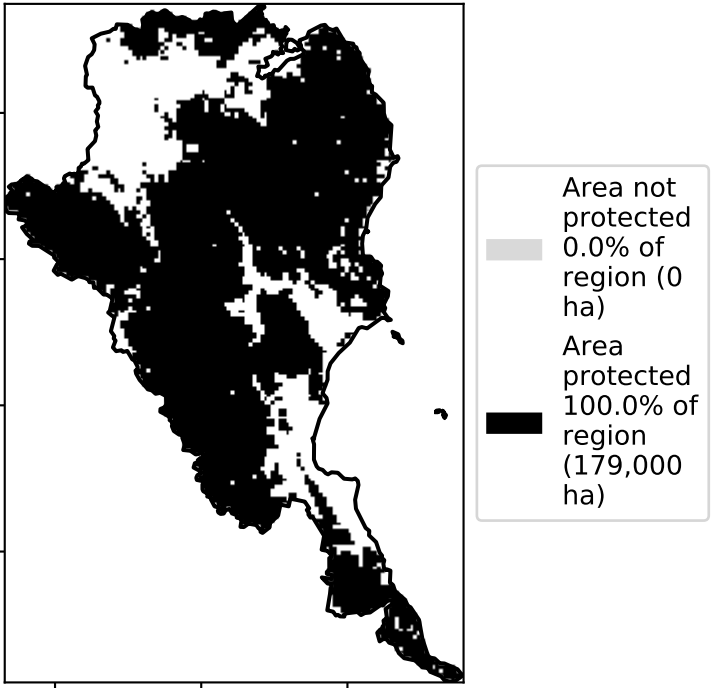 Area not
protected
0.0% of
region (0
ha)
Area
protected
100.0% of
region
(179,000
ha)